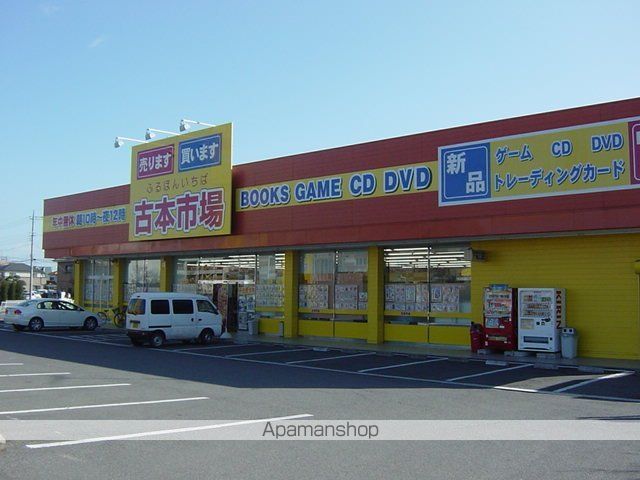 売ります 買います
ふるほんいちば
古本市場
年中無休 朝10時～夜12時
BOOKS GAME CD DVD
新品
ゲーム CD DVD
トレーディングカード
Apamanshop